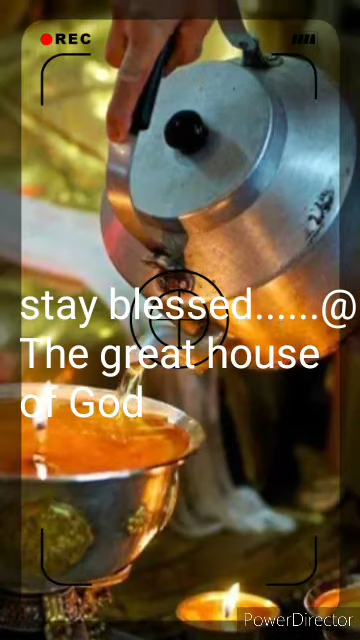 REC
stay blessed......@
The great house
of God
PowerDirector